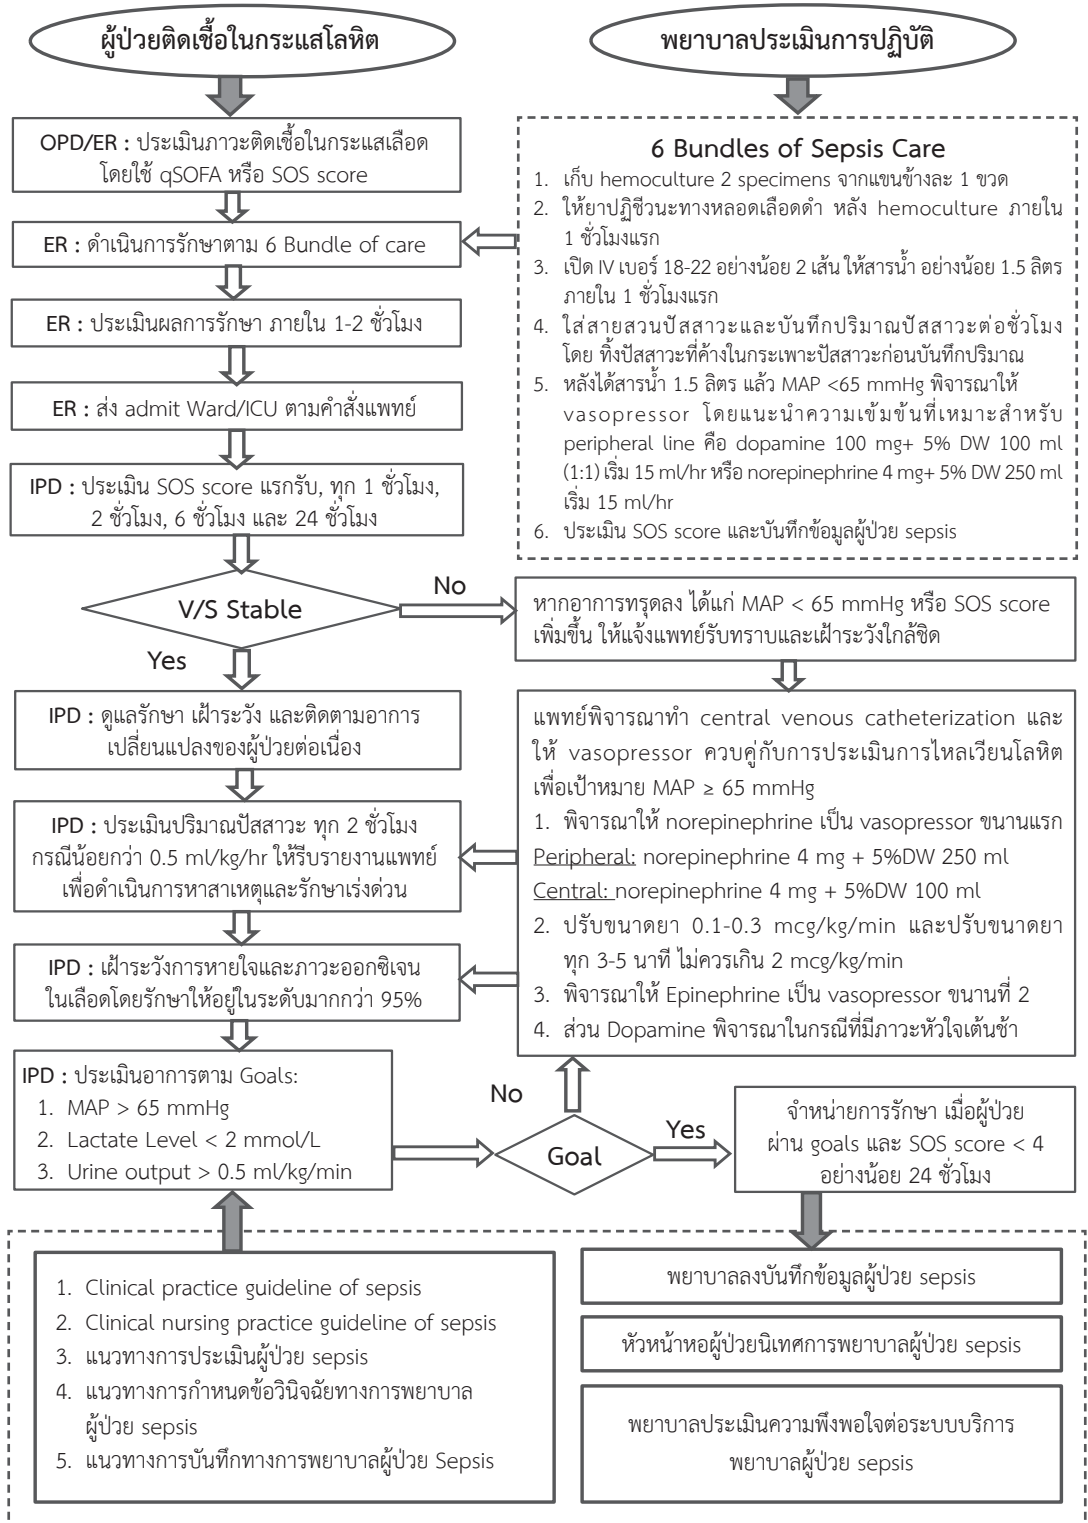 ผู้ป่วยติดเชื้อในกระแสโลหิต
พยาบาลประเมินการปฏิบัติ
OPD/ER : ประเมินภาวะติดเชื้อในกระแสเลือด
โดยใช้ qSOFA หรือ SOS score
ER : ดำเนินการรักษาตาม 6 Bundle of care
ER : ประเมินผลการรักษา ภายใน 1-2 ชั่วโมง
ER : ส่ง admit Ward/ICU ตามคำสั่งแพทย์
IPD : ประเมิน SOS score แรกรับ, ทุก 1 ชั่วโมง,
2 ชั่วโมง, 6 ชั่วโมง และ 24 ชั่วโมง
6 Bundles of Sepsis Care
1. เก็บ hemoculture 2 specimens จากแขนข้างละ 1 ขวด
2. ให้ยาปฏิชีวนะทางหลอดเลือดดำ หลัง hemoculture ภายใน
1 ชั่วโมงแรก
3. เปิด IV เบอร์ 18-22 อย่างน้อย 2 เส้น ให้สารน้ำ อย่างน้อย 1.5 ลิตร
ภายใน 1 ชั่วโมงแรก
4. ใส่สายสวนปัสสาวะและบันทึกปริมาณปัสสาวะต่อชั่วโมง
โดย ทิ้งปัสสาวะที่ค้างในกระเพาะปัสสาวะก่อนบันทึกปริมาณ
5. หลังได้สารน้ำ 1.5 ลิตร แล้ว MAP <65 mmHg พิจารณาให้
vasopressor โดยแนะนำความเข้มข้นที่เหมาะสำหรับ
peripheral line คือ dopamine 100 mg+ 5% DW 100 ml
(1:1) เริ่ม 15 ml/hr หรือ norepinephrine 4 mg+ 5% DW 250 ml
เริ่ม 15 ml/hr
6. ประเมิน SOS score และบันทึกข้อมูลผู้ป่วย sepsis
V/S Stable
No
Yes
หากอาการทรุดลง ได้แก่ MAP < 65 mmHg หรือ SOS score
เพิ่มขึ้น ให้แจ้งแพทย์รับทราบและเฝ้าระวังใกล้ชิด
IPD : ดูแลรักษา เฝ้าระวัง และติดตามอาการ
เปลี่ยนแปลงของผู้ป่วยต่อเนื่อง
IPD : ประเมินปริมาณปัสสาวะ ทุก 2 ชั่วโมง
กรณีน้อยกว่า 0.5 ml/kg/hr ให้รีบรายงานแพทย์
เพื่อดำเนินการหาสาเหตุและรักษาเร่งด่วน
IPD : เฝ้าระวังการหายใจและภาวะออกซิเจน
ในเลือดโดยรักษาให้อยู่ในระดับมากกว่า 95%
แพทย์พิจารณาทำ central venous catheterization และ
ให้ vasopressor ควบคู่กับการประเมินการไหลเวียนโลหิต
เพื่อเป้าหมาย MAP ≥ 65 mmHg
1. พิจารณาให้ norepinephrine เป็น vasopressor ขนานแรก
Peripheral: norepinephrine 4 mg + 5%DW 250 ml
Central: norepinephrine 4 mg + 5%DW 100 ml
2. ปรับขนาดยา 0.1-0.3 mcg/kg/min และปรับขนาดยา
ทุก 3-5 นาที ไม่ควรเกิน 2 mcg/kg/min
3. พิจารณาให้ Epinephrine เป็น vasopressor ขนานที่ 2
4. ส่วน Dopamine พิจารณาในกรณีที่มีภาวะหัวใจเต้นช้า
IPD : ประเมินอาการตาม Goals:
1. MAP > 65 mmHg
2. Lactate Level < 2 mmol/L
3. Urine output > 0.5 ml/kg/min
No
Goal
Yes
จำหน่ายการรักษา เมื่อผู้ป่วย
ผ่าน goals และ SOS score < 4
อย่างน้อย 24 ชั่วโมง
1. Clinical practice guideline of sepsis
2. Clinical nursing practice guideline of sepsis
3. แนวทางการประเมินผู้ป่วย sepsis
4. แนวทางการกำหนดข้อวินิจฉัยทางการพยาบาล
ผู้ป่วย sepsis
5. แนวทางการบันทึกทางการพยาบาลผู้ป่วย Sepsis
พยาบาลลงบันทึกข้อมูลผู้ป่วย sepsis
หัวหน้าหอผู้ป่วยนิเทศการพยาบาลผู้ป่วย sepsis
พยาบาลประเมินความพึงพอใจต่อระบบบริการ
พยาบาลผู้ป่วย sepsis